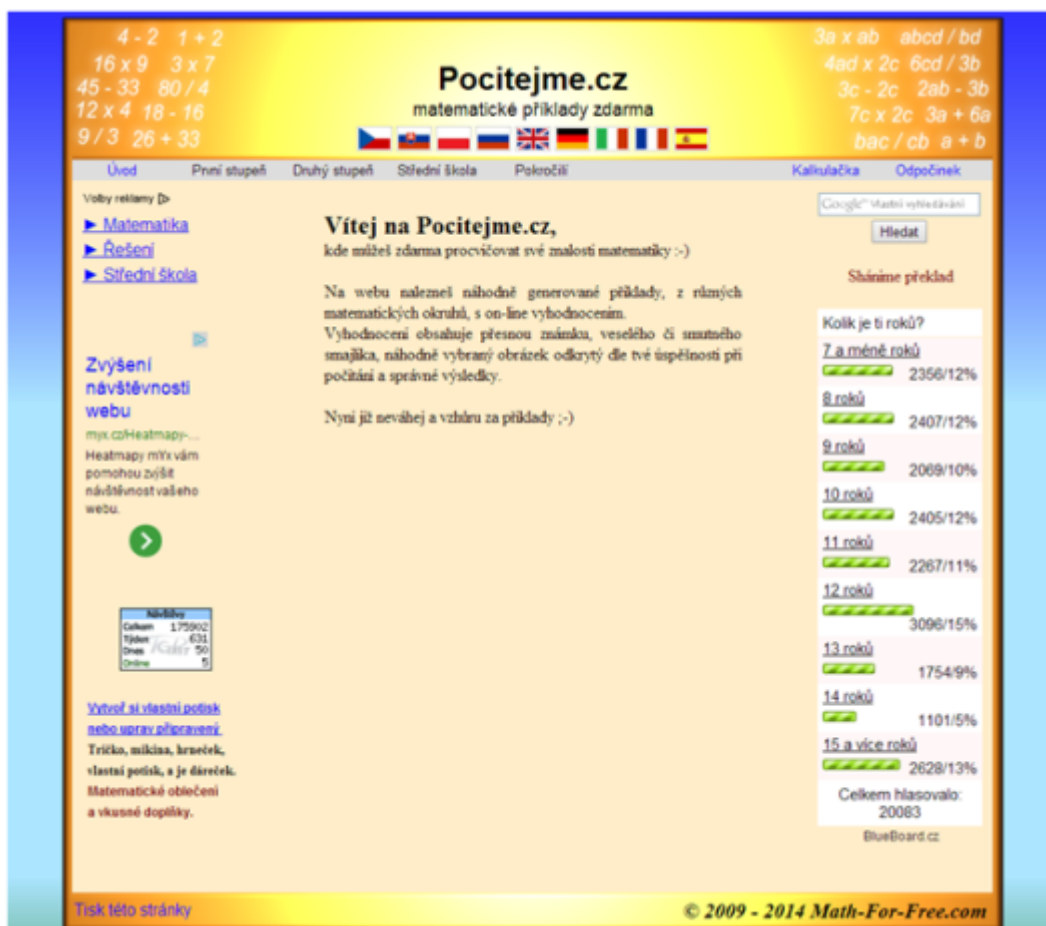 4 - 2 1 + 2
16 x 9 3 x 7
45 - 33 80 / 4
12 x 4 18 - 16
9 / 3 26 + 33
Pocitejme.cz
matematické příklady zdarma
3a x ab abcd / bd
4ad x 2c 6cd / 3b
3c - 2c 2ab - 3b
7c x 2c 3a + 6a
bac / cb a + b
Úvod První stupeň Druhý stupeň Střední škola Pokročilí Kalkulačka Odpočinek
Volby reklamy
► Matematika
► Řešení
► Střední škola
Zvýšení
návštěvnosti
webu
myx.cz/Heatmapy-...
Heatmapy mYx vám
pomohou zvýšit
návštěvnost vašeho
webu.
Návštěvy
Celkem 175902
Týden 631
Dnes 50
Online 5
Vytvoř si vlastní potisk
nebo uprav připravený.
Tričko, mikina, hrneček,
vlastní potisk, a je dáreček.
Matematické oblečení
a vkusné doplňky.
Vítej na Pocitejme.cz,
kde můžeš zdarma procvičovat své znalosti matematiky :-)
Na webu nalezneš náhodně generované příklady, z různých
matematických okruhů, s on-line vyhodnocením.
Vyhodnocení obsahuje přesnou známku, veselého či smutného
smajlíka, náhodně vybraný obrázek odkrytý dle tvé úspěšnosti při
počítání a správné výsledky.
Nyní již neváhej a vzhůru za příklady ;-)
Google™ Vlastní vyhledávání
Hledat
Sháníme překlad
Kolik je ti roků?
7 a méně roků
2356/12%
8 roků
2407/12%
9 roků
2069/10%
10 roků
2405/12%
11 roků
2267/11%
12 roků
3096/15%
13 roků
1754/9%
14 roků
1101/5%
15 a více roků
2628/13%
Celkem hlasovalo:
20083
BlueBoard.cz
Tisk této stránky
© 2009 - 2014 Math-For-Free.com